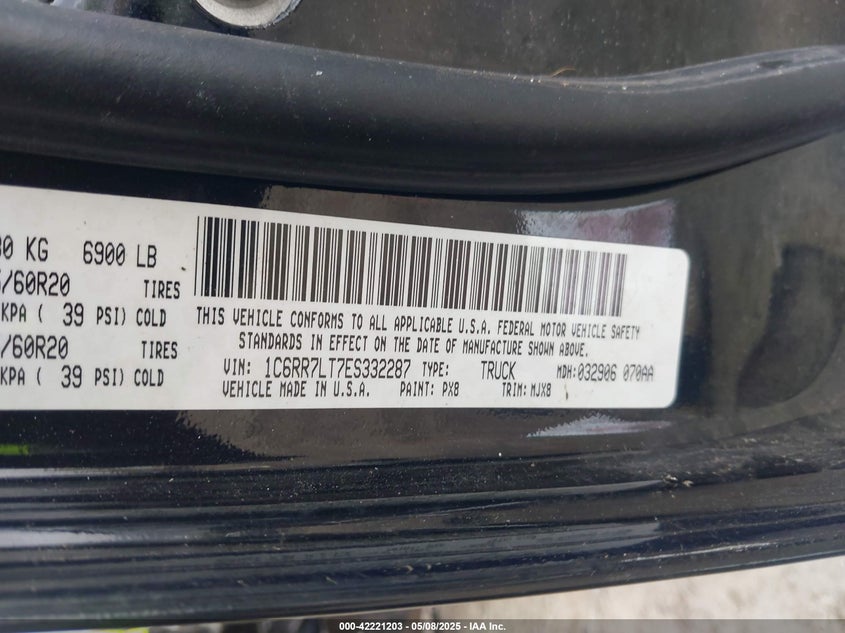 30 KG 6900 LB
/60R20 TIRES
KPA ( 39 PSI) COLD
/60R20 TIRES
KPA ( 39 PSI) COLD
THIS VEHICLE CONFORMS TO ALL APPLICABLE U.S.A. FEDERAL MOTOR VEHICLE SAFETY
STANDARDS IN EFFECT ON THE DATE OF MANUFACTURE SHOWN ABOVE.
VIN: 1C6RR7LT7ES332287 TYPE: TRUCK MDH:032906 070AA
VEHICLE MADE IN U.S.A. PAINT: PX8 TRIM: MJX8
000-42221203 - 05/08/2025 - IAA Inc.